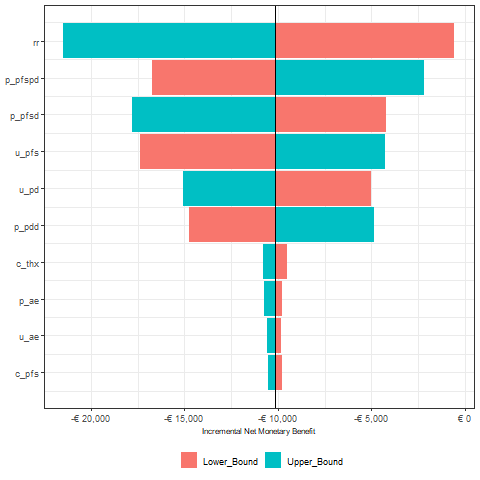 rr
p_pfspd
p_pfsd
u_pfs
u_pd
p_pdd
c_thx
p_ae
u_ae
c_pfs
-€ 20,000 -€ 15,000 -€ 10,000 -€ 5,000 € 0
Incremental Net Monetary Benefit
Lower_Bound Upper_Bound